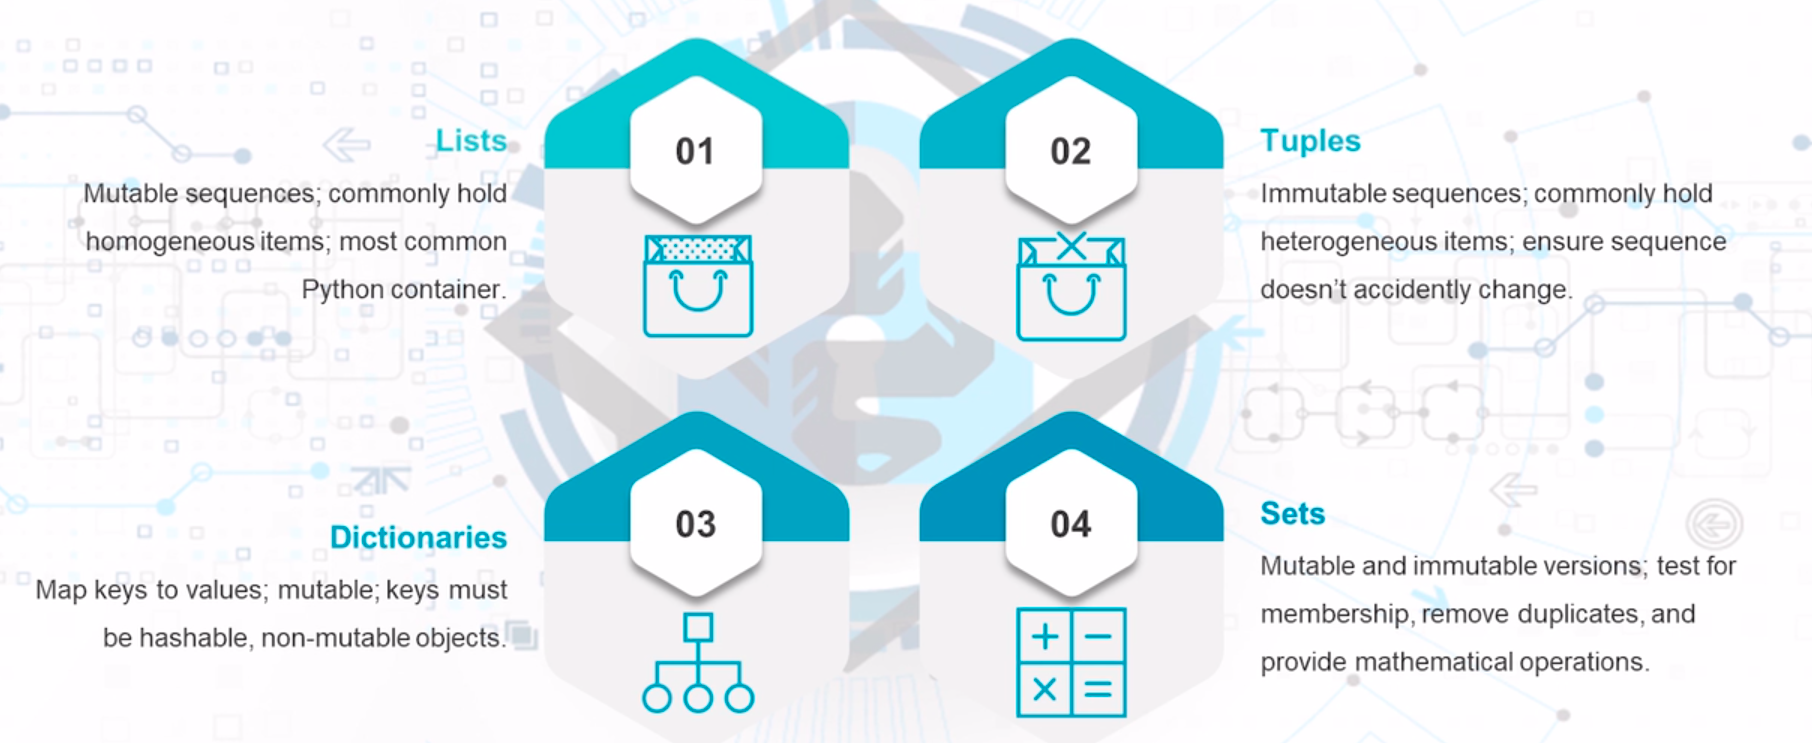 01
Lists
Mutable sequences; commonly hold
homogeneous items; most common
Python container.
02
Tuples
Immutable sequences; commonly hold
heterogeneous items; ensure sequence
doesn't accidently change.
03
Dictionaries
Map keys to values; mutable; keys must
be hashable, non-mutable objects.
04
Sets
Mutable and immutable versions; test for
membership, remove duplicates, and
provide mathematical operations.